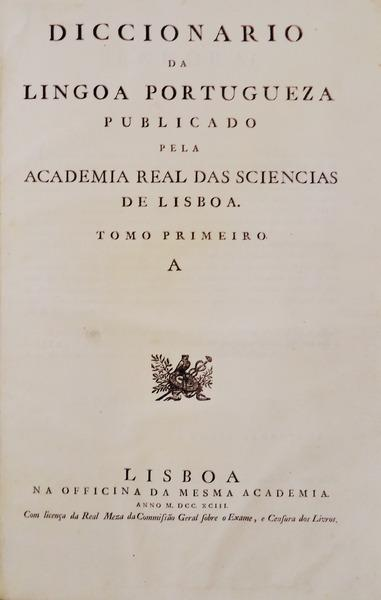 DICCIONARIO
DA
LINGOA PORTUGUEZA
PUBLICADO
PELA
ACADEMIA REAL DAS SCIENCIAS
DE LISBOA.
TOMO PRIMEIRO.
A
LISBOA
NA OFFICINA DA MESMA ACADEMIA.
ANNO M. DCC. XCIII.
Com licença da Real Meza da Commiſsão Geral ſobre o Exame, e Cenſura dos Livros.